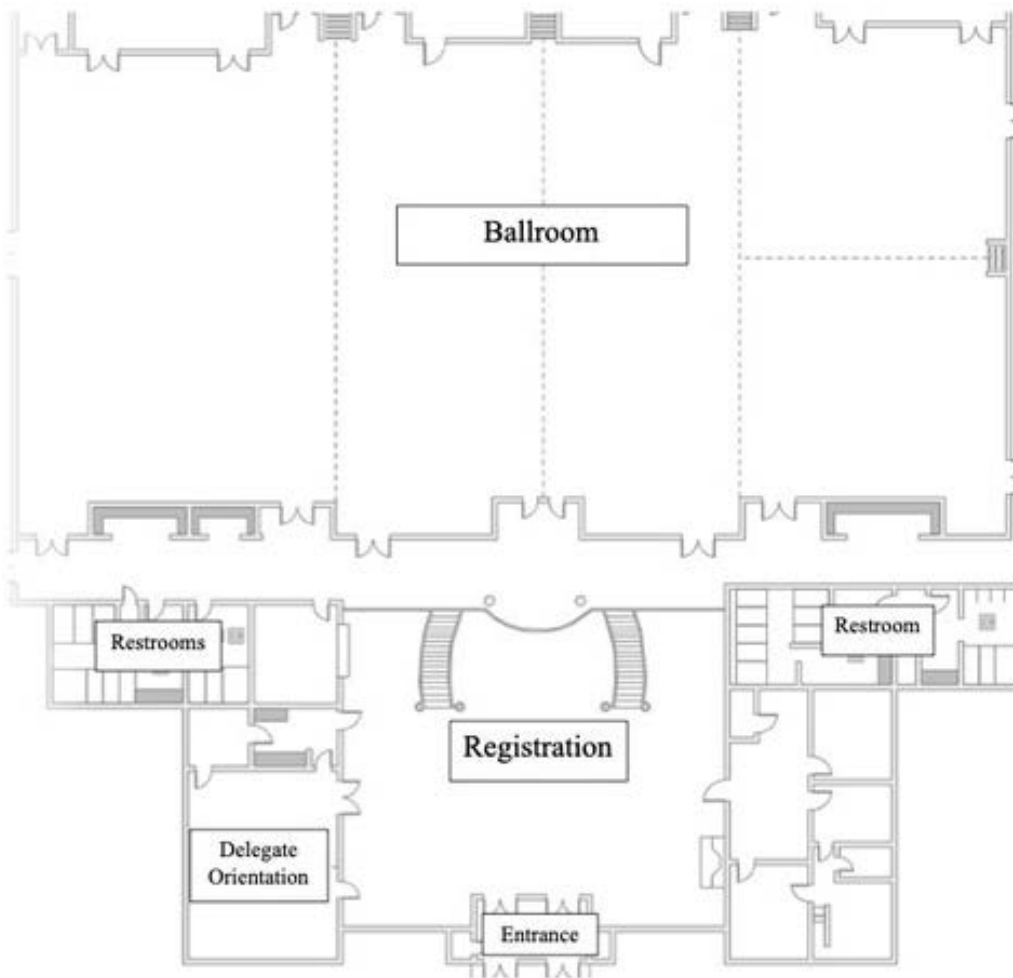 Ballroom
Restrooms
Restroom
Registration
Delegate
Orientation
Entrance